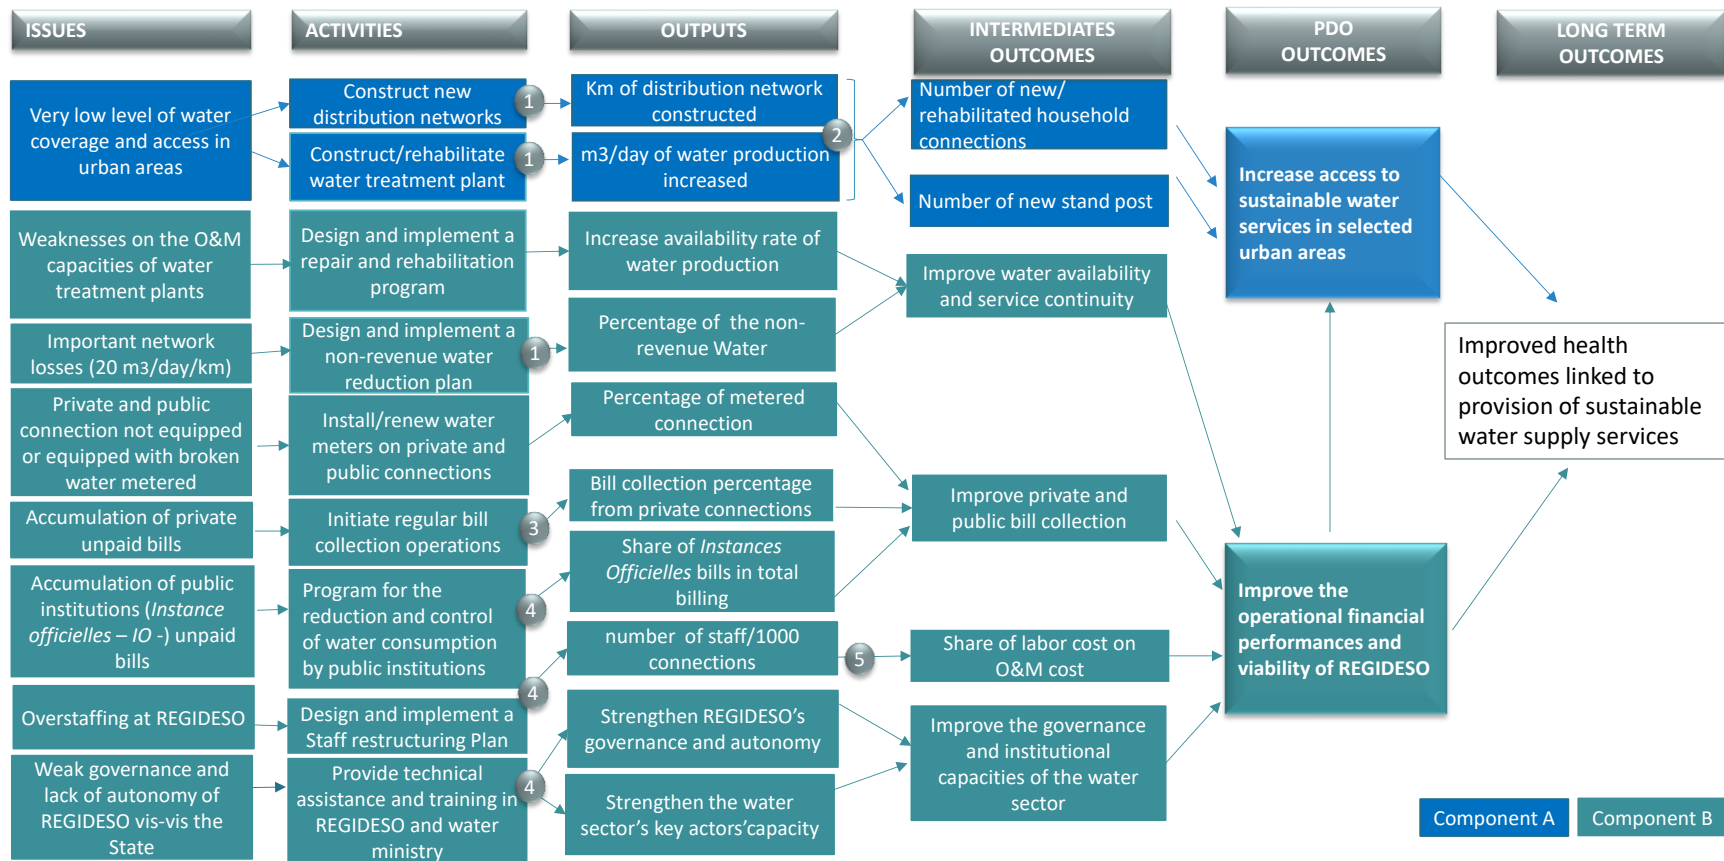 ISSUES
ACTIVITIES
OUTPUTS
INTERMEDIATES
OUTCOMES
PDO
OUTCOMES
LONG TERM
OUTCOMES
Very low level of water
coverage and access in
urban areas
Construct new
distribution networks
1
Km of distribution network
constructed
Construct/rehabilitate
water treatment plant
1
m3/day of water production
increased
2
Number of new/
rehabilitated household
connections
Number of new stand post
Increase access to
sustainable water
services in selected
urban areas
Weaknesses on the O&M
capacities of water
treatment plants
Design and implement a
repair and rehabilitation
program
Increase availability rate of
water production
Improve water availability
and service continuity
Important network
losses (20 m3/day/km)
Design and implement a
non-revenue water
reduction plan
1
Percentage of the non-
revenue Water
Improved health
outcomes linked to
provision of sustainable
water supply services
Private and public
connection not equipped
or equipped with broken
water metered
Install/renew water
meters on private and
public connections
Percentage of metered
connection
Accumulation of private
unpaid bills
Initiate regular bill
collection operations
3
Bill collection percentage
from private connections
Improve private and
public bill collection
Accumulation of public
institutions (Instance
officielles – IO -) unpaid
bills
Program for the
reduction and control
of water consumption
by public institutions
4
Share of Instances
Officielles bills in total
billing
Improve the
operational financial
performances and
viability of REGIDESO
Overstaffing at REGIDESO
Design and implement a
Staff restructuring Plan
4
number of staff/1000
connections
5
Share of labor cost on
O&M cost
Weak governance and
lack of autonomy of
REGIDESO vis-vis the
State
Provide technical
assistance and training in
REGIDESO and water
ministry
4
Strengthen REGIDESO's
governance and autonomy
Strengthen the water
sector's key actors'capacity
Improve the governance
and institutional
capacities of the water
sector
Component A
Component B